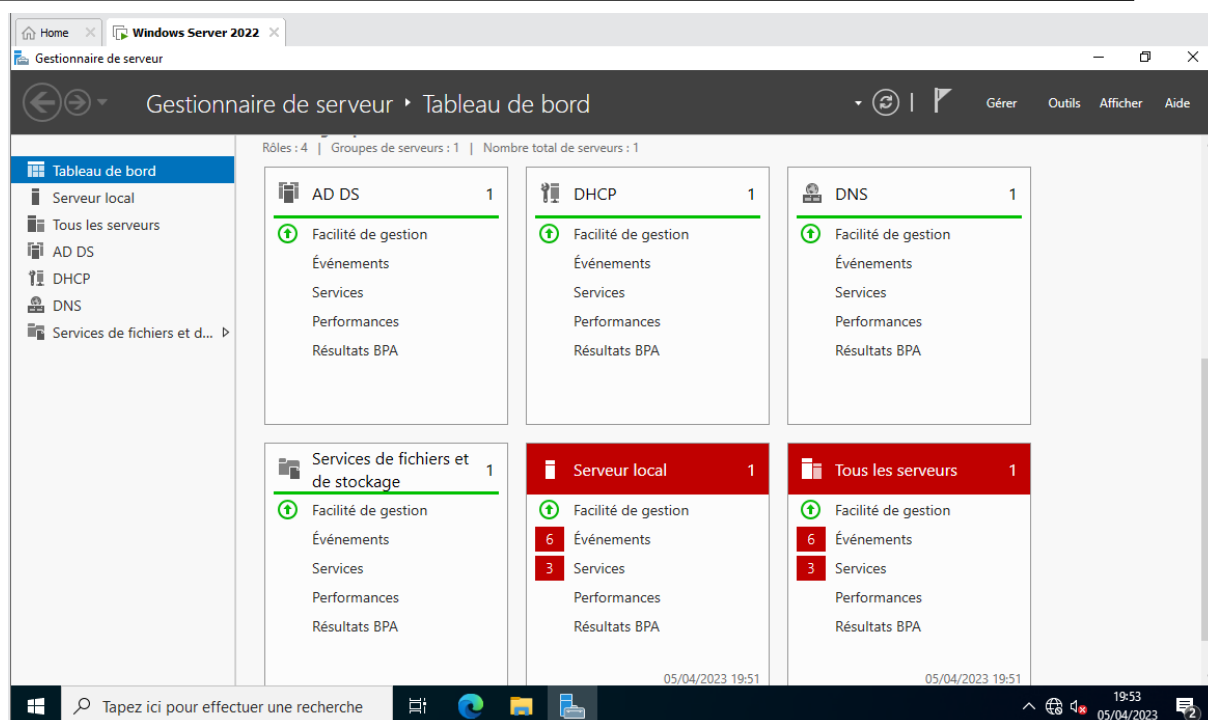 Home
Windows Server 2022
Gestionnaire de serveur
Gestionnaire de serveur ‣ Tableau de bord
Gérer
Outils
Afficher
Aide
Tableau de bord
Serveur local
Tous les serveurs
AD DS
DHCP
DNS
Services de fichiers et d...
Rôles : 4 | Groupes de serveurs : 1 | Nombre total de serveurs : 1
AD DS 1
Facilité de gestion
Événements
Services
Performances
Résultats BPA
DHCP 1
Facilité de gestion
Événements
Services
Performances
Résultats BPA
DNS 1
Facilité de gestion
Événements
Services
Performances
Résultats BPA
Services de fichiers et
de stockage
1
Facilité de gestion
Événements
Services
Performances
Résultats BPA
Serveur local 1
Facilité de gestion
6 Événements
3 Services
Performances
Résultats BPA
05/04/2023 19:51
Tous les serveurs 1
Facilité de gestion
6 Événements
3 Services
Performances
Résultats BPA
05/04/2023 19:51
Tapez ici pour effectuer une recherche
19:53
05/04/2023
2